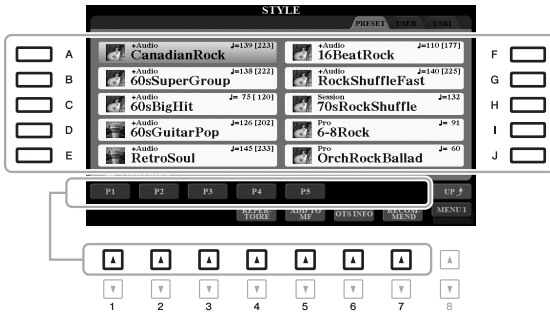 STYLE
PRESET USER USB1
A +Audio ♩=139 [223] +Audio ♩=110 [177] F
CanadianRock 16BeatRock
B +Audio ♩=138 [222] +Audio ♩=140 [225] G
60sSuperGroup RockShuffleFast
C +Audio ♩= 75 [ 120] Session ♩=132 H
60sBigHit 70sRockShuffle
D +Audio ♩=126 [202] Pro ♩= 91 I
60sGuitarPop 6-8Rock
E +Audio ♩=145 [233] Pro ♩= 60 J
RetroSoul OrchRockBallad
P1 P2 P3 P4 P5 UP
REPERTOIRE ADD TO MF OTS INFO RECOMMEND MENU 1
1 2 3 4 5 6 7 8